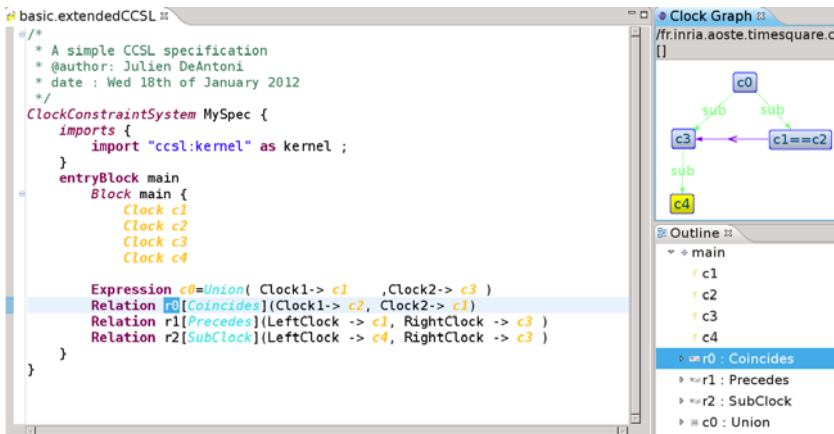 basic.extendedCCSL
/*
* A simple CCSL specification
* @author: Julien DeAntoni
* date : Wed 18th of January 2012
*/
ClockConstraintSystem MySpec {
imports {
import "ccsl:kernel" as kernel ;
}
entryBlock main
Block main {
Clock c1
Clock c2
Clock c3
Clock c4
Expression c0=Union( Clock1-> c1 ,Clock2-> c3 )
Relation r0[Coincides](Clock1-> c2, Clock2-> c1)
Relation r1[Precedes](LeftClock -> c1, RightClock -> c3 )
Relation r2[SubClock](LeftClock -> c4, RightClock -> c3 )
}
}
Clock Graph
/fr.inria.aoste.timesquare.c
[]
c0
sub sub
c3 c1==c2
sub
c4
Outline
main
c1
c2
c3
c4
r0 : Coincides
r1 : Precedes
r2 : SubClock
c0 : Union